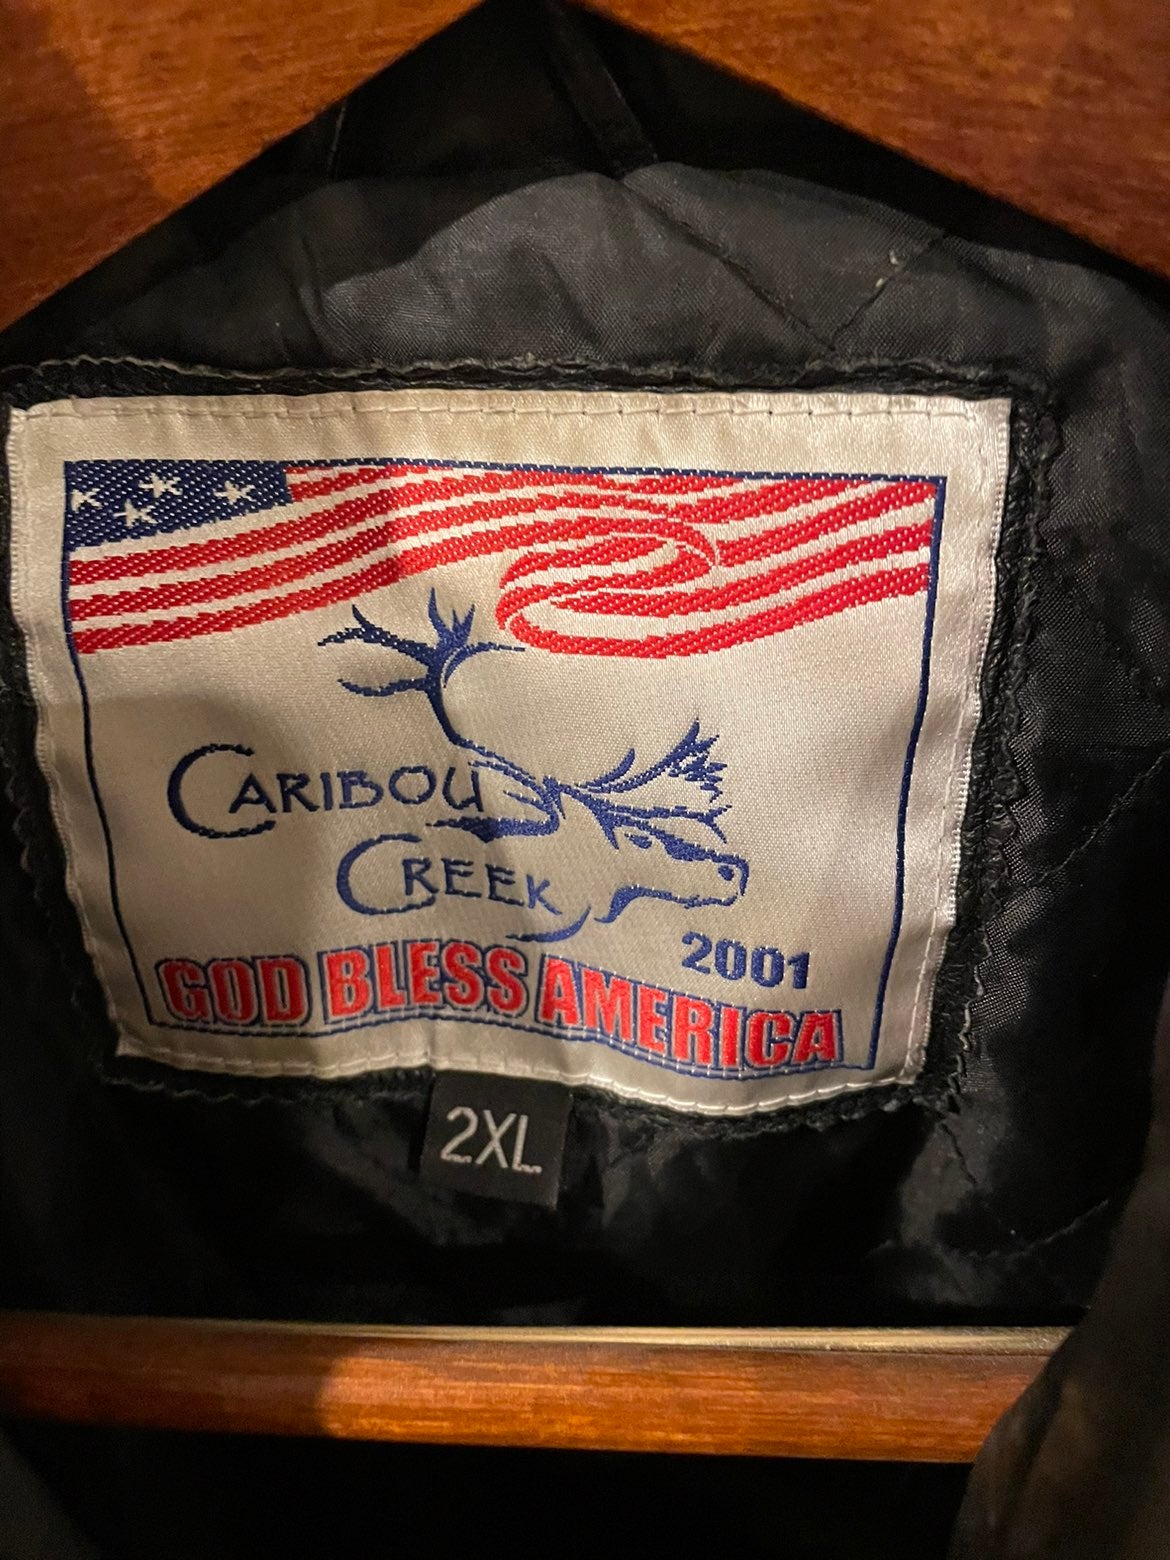 CARIBOU
CREEK
2001
GOD BLESS AMERICA
2XL